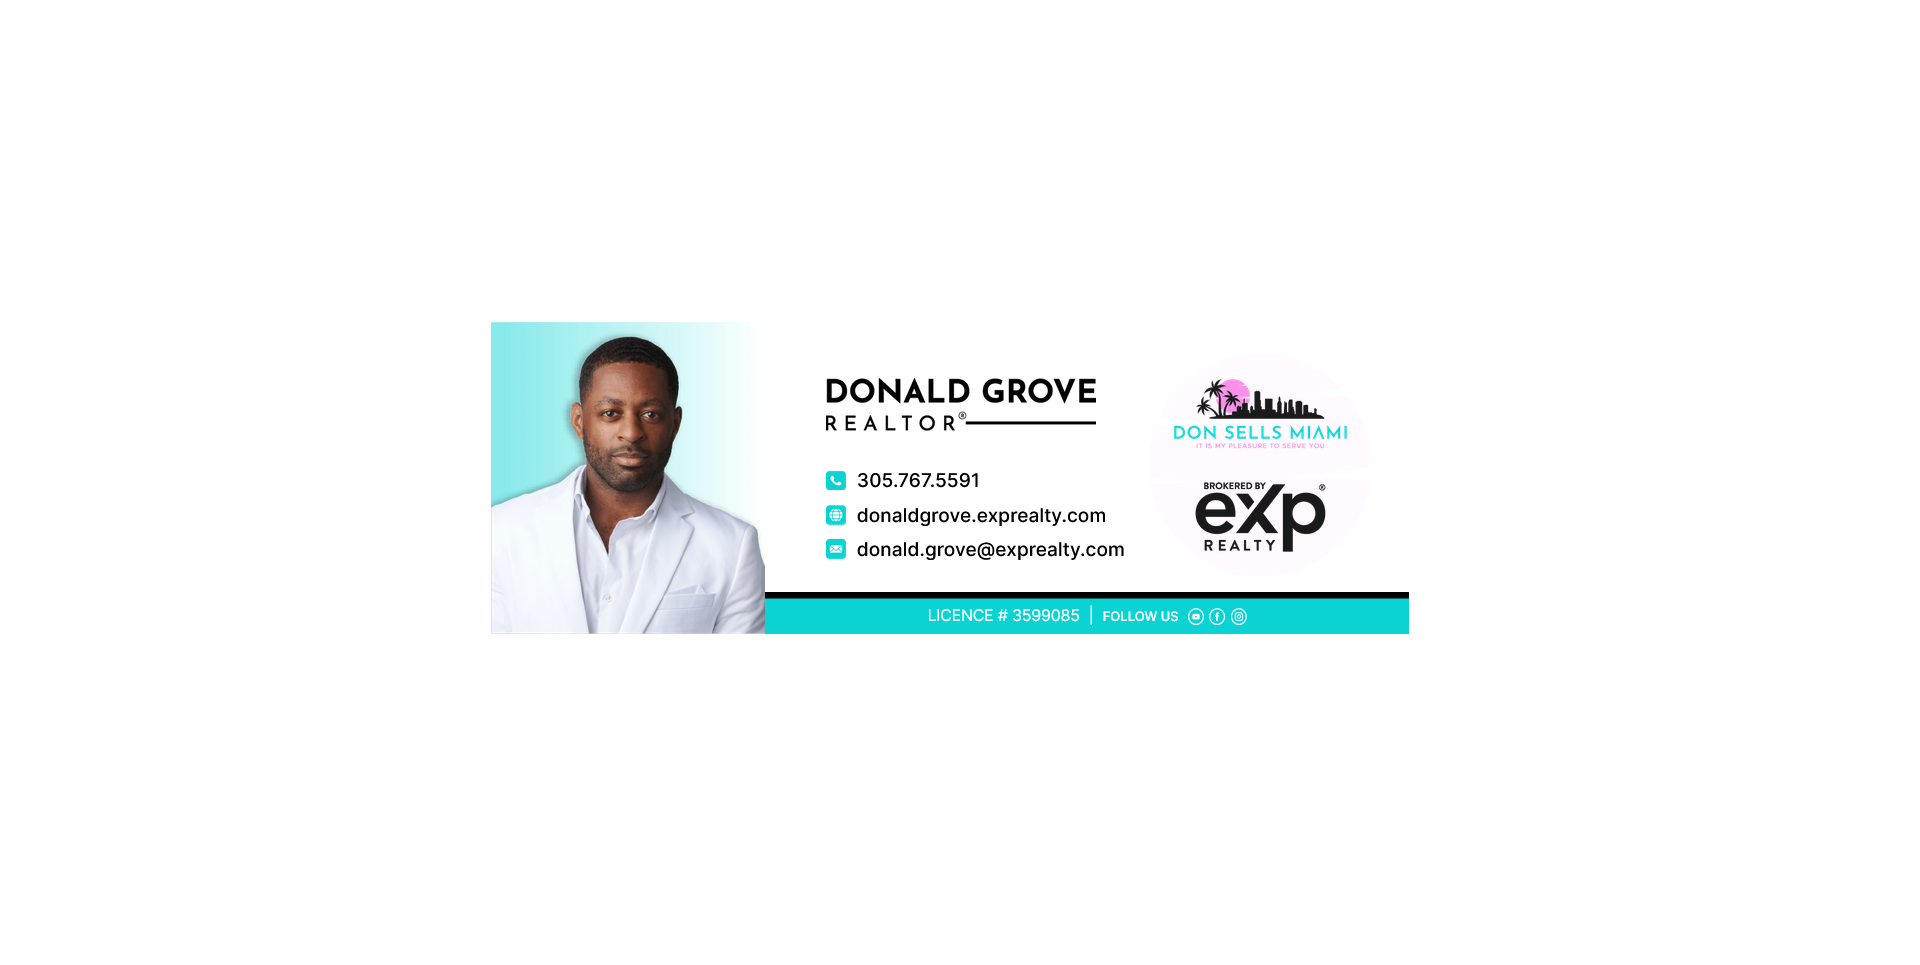 DONALD GROVE
REALTOR®
305.767.5591
donaldgrove.exprealty.com
donald.grove@exprealty.com
DON SELLS MIAMI
IT IS MY PLEASURE TO SERVE YOU
BROKERED BY
eXp®
REALTY
LICENCE # 3599085 | FOLLOW US